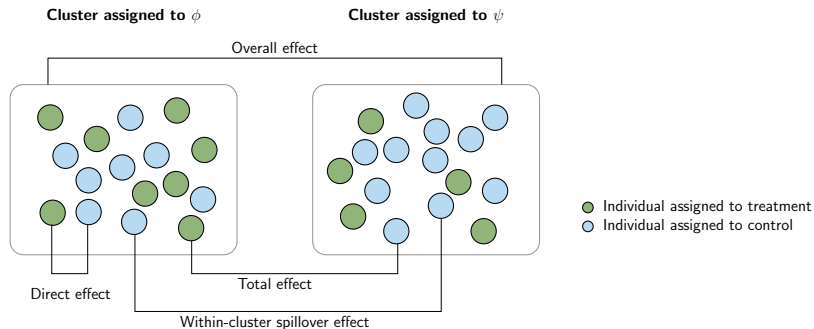 Cluster assigned to ϕ
Cluster assigned to ψ
Overall effect
Individual assigned to treatment
Individual assigned to control
Total effect
Direct effect
Within-cluster spillover effect